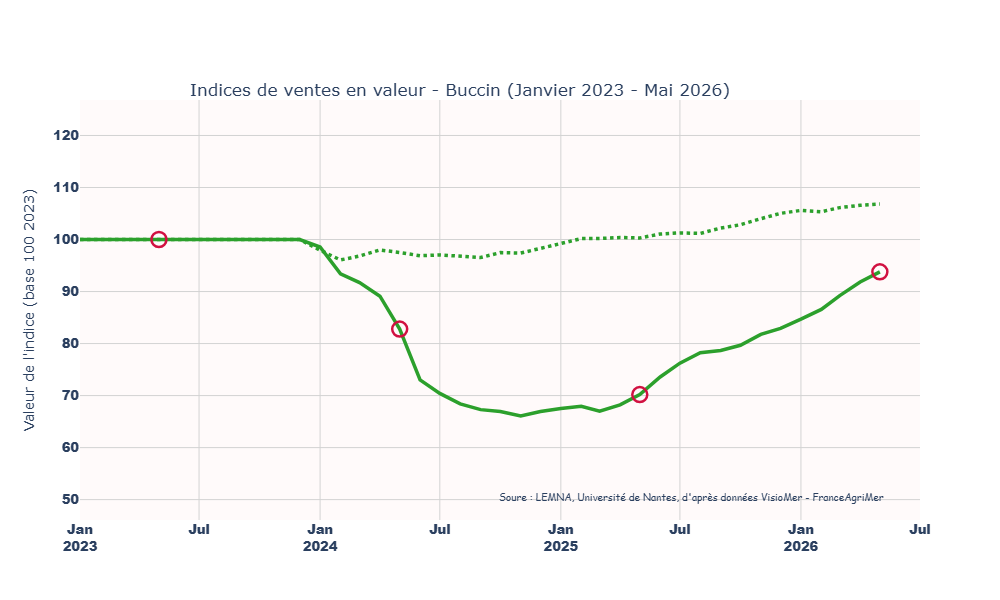 Indices de ventes en valeur - Buccin (Janvier 2023 - Mai 2026)
Valeur de l'indice (base 100 2023)
120
110
100
90
80
70
60
50
Soure : LEMNA, Université de Nantes, d'après données VisioMer - FranceAgriMer
Jan Jul Jan Jul Jan Jul Jan Jul
2023 2024 2025 2026